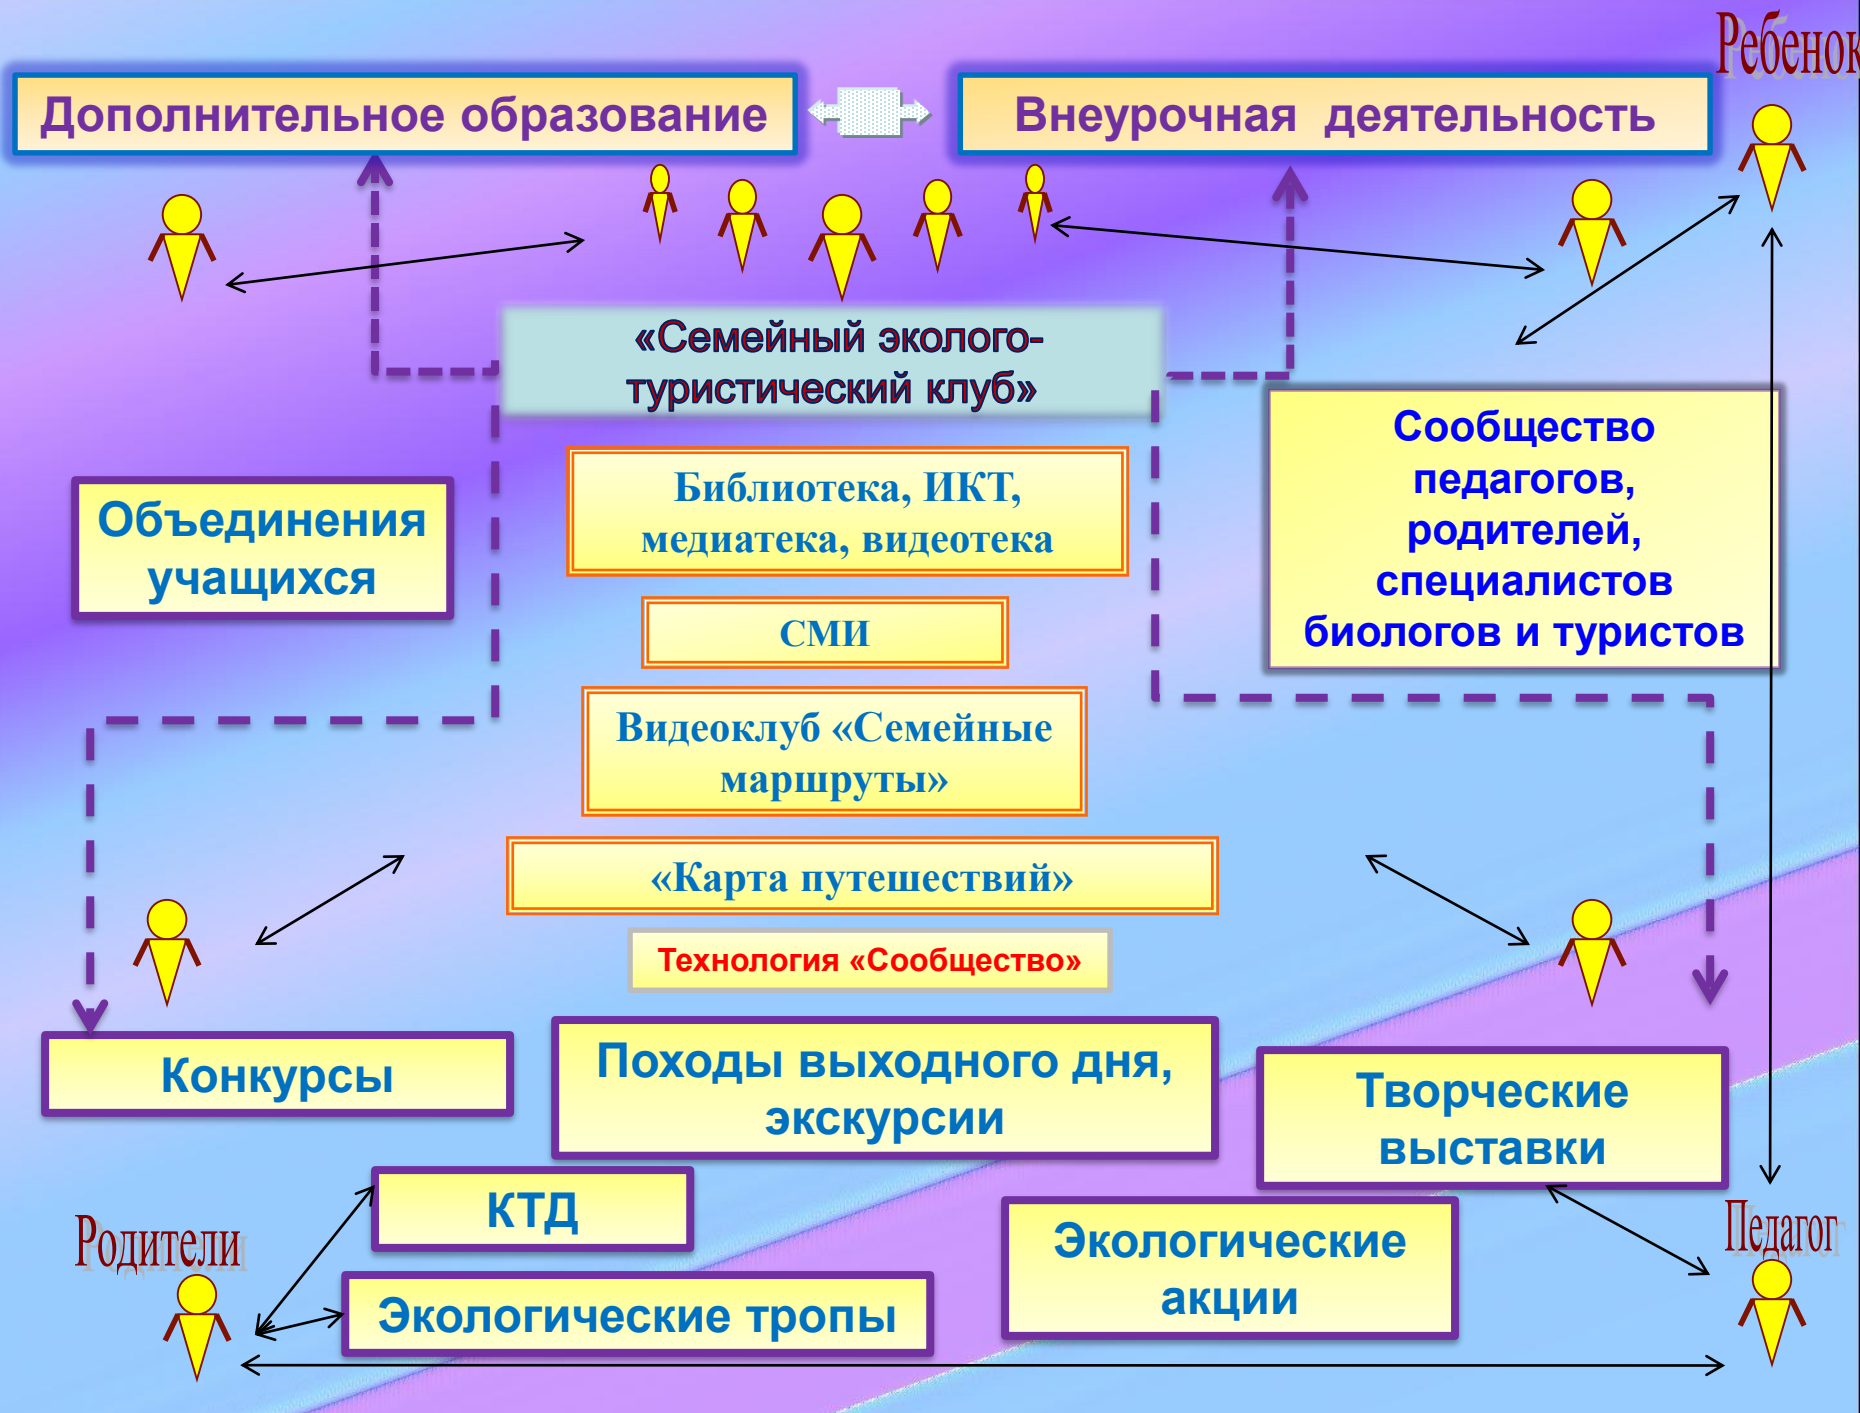 Ребенок
Дополнительное образование
Внеурочная деятельность
«Семейный эколого-
туристический клуб»
Сообщество
педагогов,
родителей,
специалистов
биологов и туристов
Объединения
учащихся
Библиотека, ИКТ,
медиатека, видеотека
СМИ
Видеоклуб «Семейные
маршруты»
«Карта путешествий»
Технология «Сообщество»
Конкурсы
Походы выходного дня,
экскурсии
Творческие
выставки
КТД
Экологические
акции
Родители
Педагог
Экологические тропы